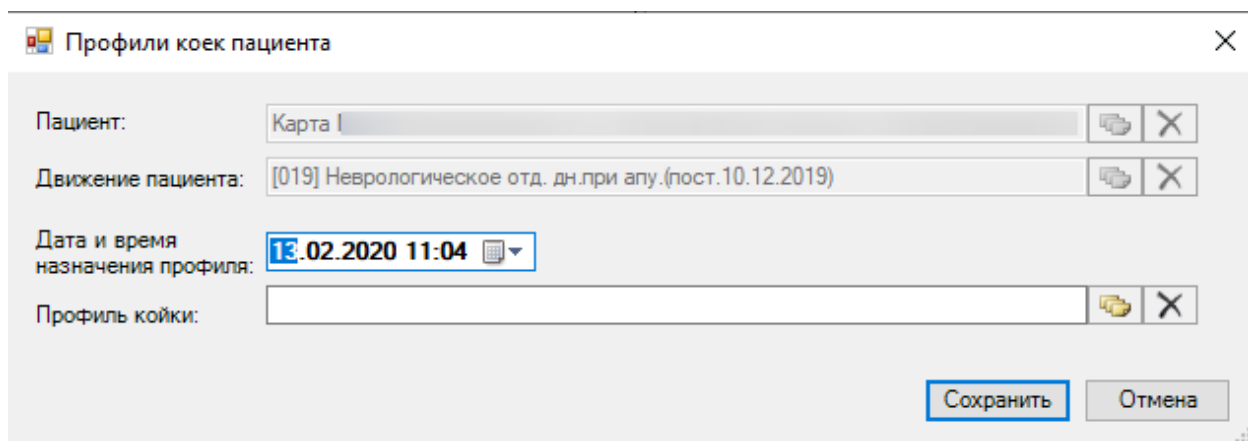 Профили коек пациента
Пациент:
Карта
Движение пациента:
[019] Неврологическое отд. дн.при апу.(пост.10.12.2019)
Дата и время
назначения профиля:
13.02.2020 11:04
Профиль койки:
Сохранить
Отмена